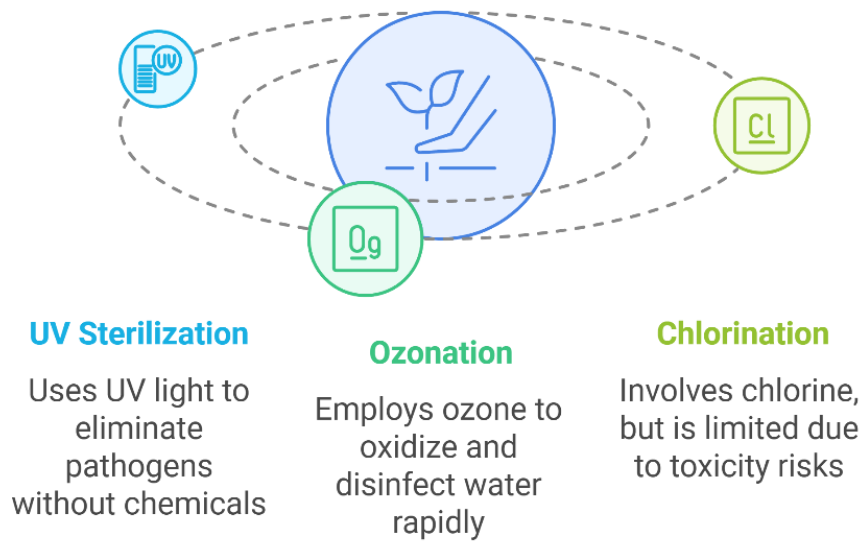 UV
Cl
Og
UV Sterilization
Uses UV light to
eliminate
pathogens
without chemicals
Ozonation
Employs ozone to
oxidize and
disinfect water
rapidly
Chlorination
Involves chlorine,
but is limited due
to toxicity risks